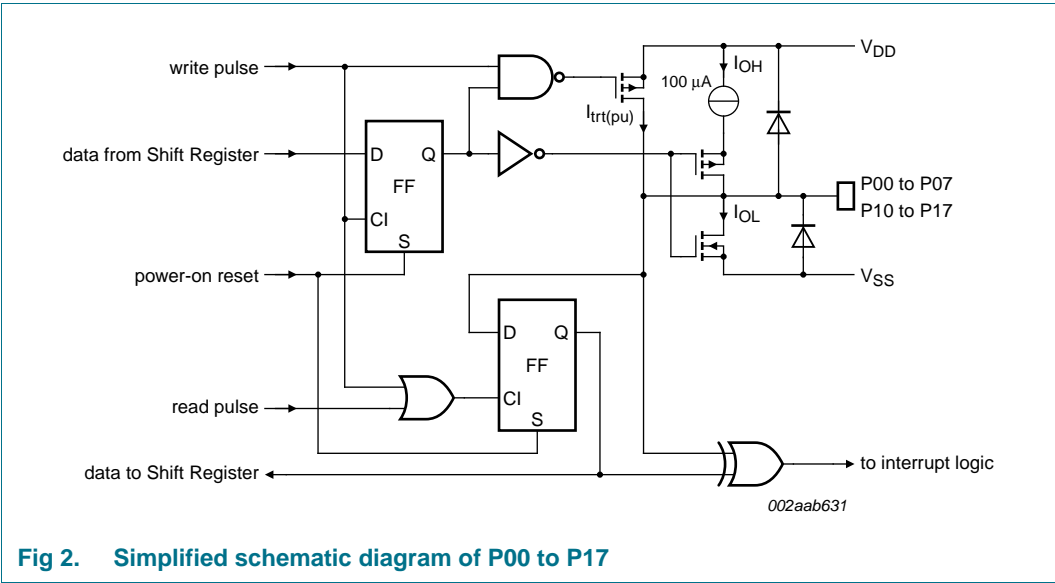 write pulse
data from Shift Register
power-on reset
read pulse
data to Shift Register
D
Q
FF
CI
S
D
Q
FF
CI
S
I_trt(pu)
100 μA
I_OH
V_DD
P00 to P07
P10 to P17
I_OL
V_SS
to interrupt logic
002aab631
Fig 2. Simplified schematic diagram of P00 to P17